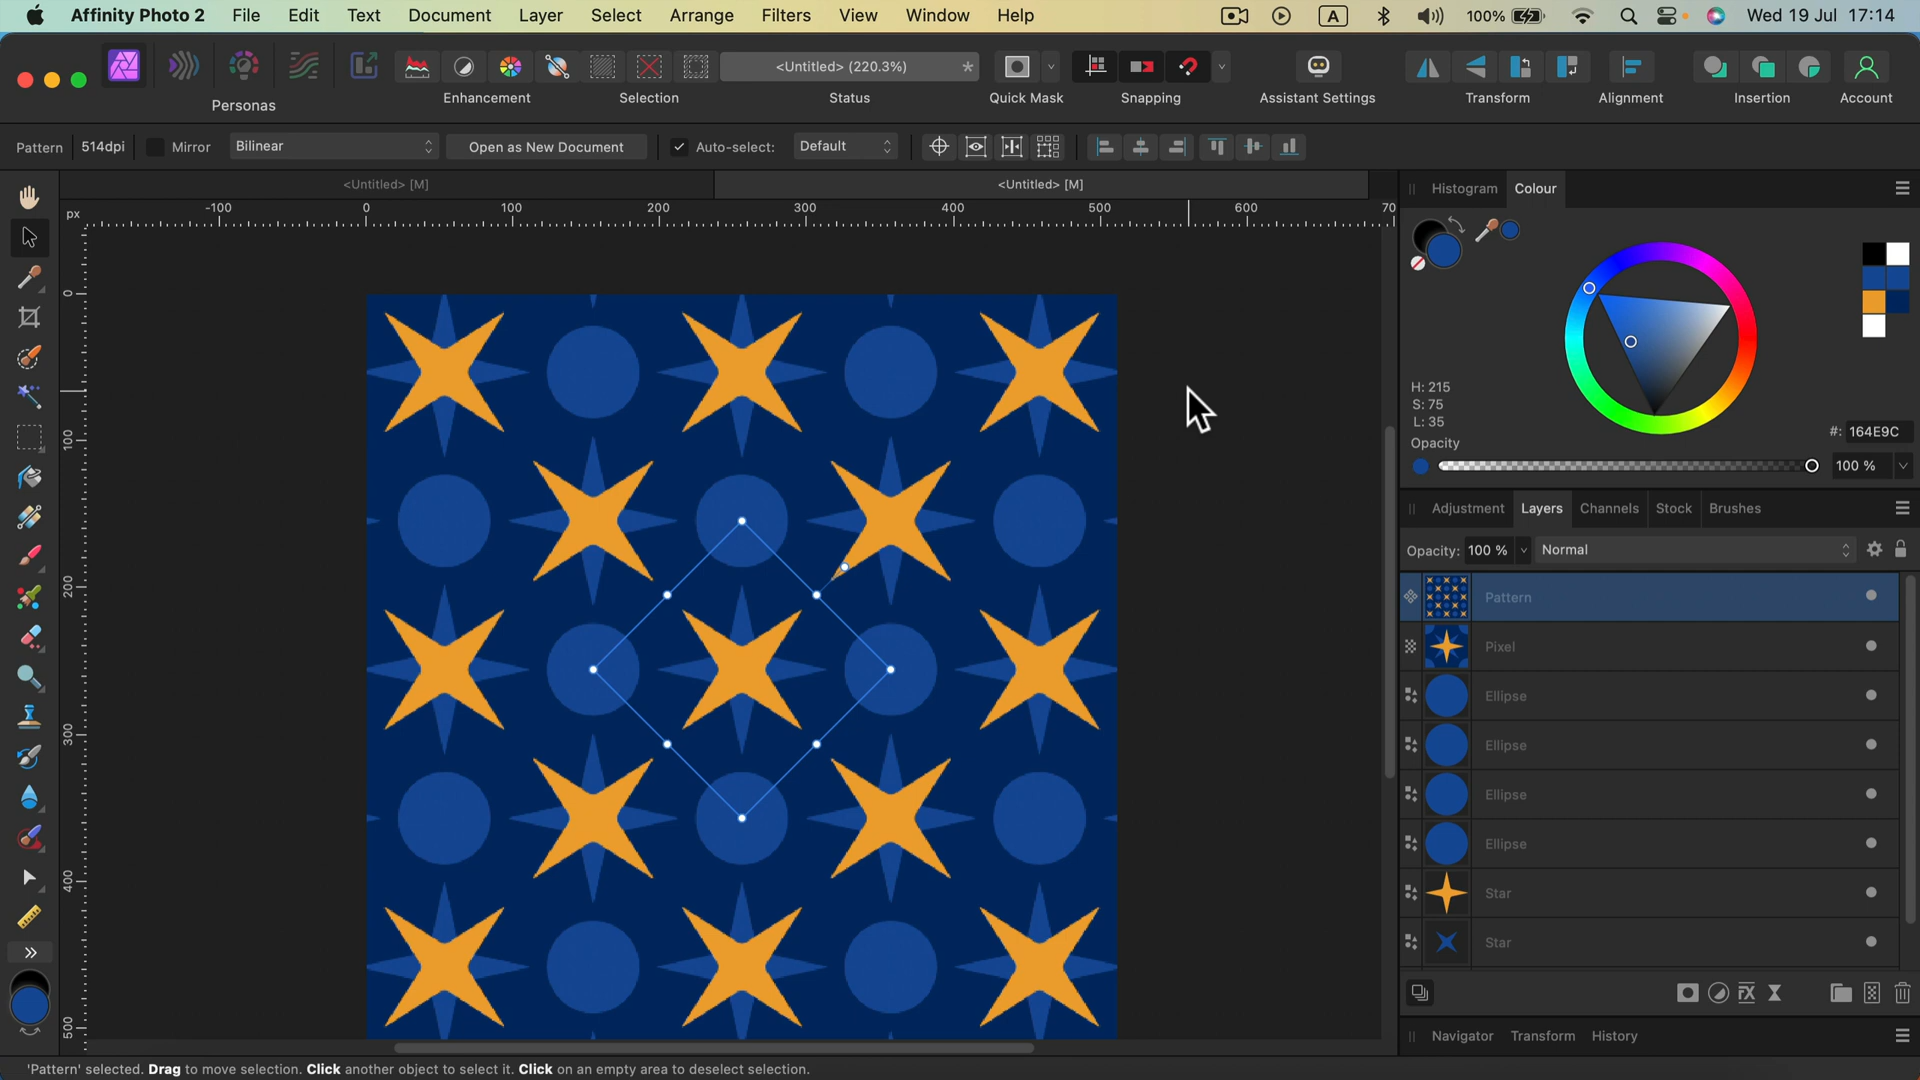 Affinity Photo 2 File Edit Text Document Layer Select Arrange Filters View Window Help A 100% Wed 19 Jul 17:14
<Untitled> (220.3%) *
Personas Enhancement Selection Status Quick Mask Snapping Assistant Settings Transform Alignment Insertion Account
Pattern 514dpi Mirror Bilinear Open as New Document Auto-select: Default
<Untitled> [M] <Untitled> [M]
px -100 0 100 200 300 400 500 600 70
0
100
200
300
400
500
Histogram Colour
H: 215
S: 75
L: 35
#: 164E9C
Opacity
100 %
Adjustment Layers Channels Stock Brushes
Opacity: 100 % Normal
Pattern
Pixel
Ellipse
Ellipse
Ellipse
Ellipse
Star
Star
FX
Navigator Transform History
'Pattern' selected. Drag to move selection. Click another object to select it. Click on an empty area to deselect selection.